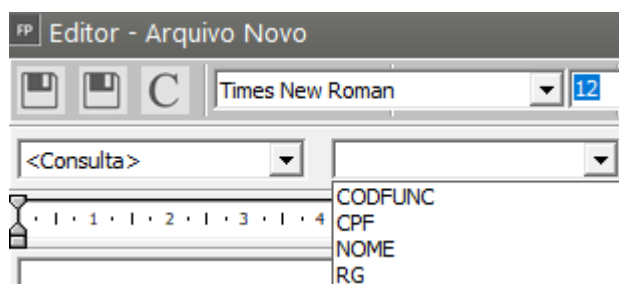 FP Editor - Arquivo Novo
C Times New Roman 12
<Consulta>
1 2 3 4
CODFUNC
CPF
NOME
RG